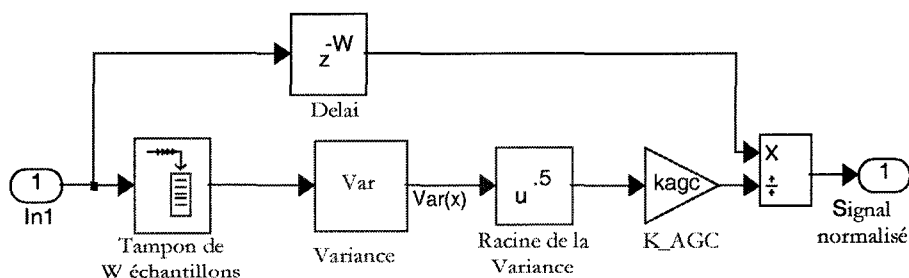 z-W
Delai
1
In1
Tampon de
W échantillons
Var
Variance
Var(x)
u.5
Racine de la
Variance
kagc
K_AGC
X
÷
1
Signal
normalisé